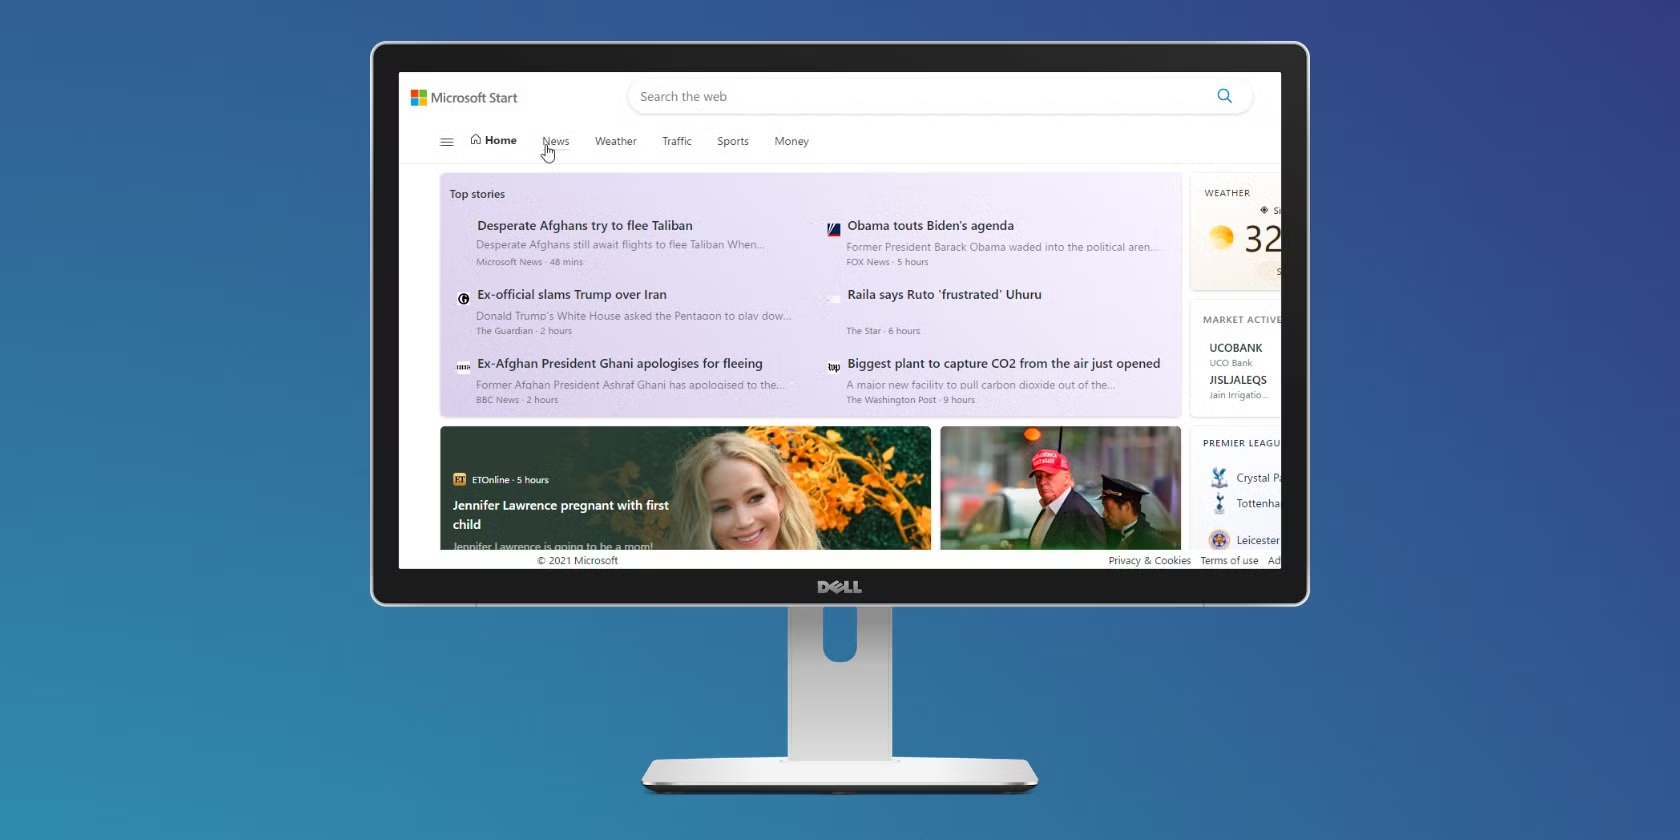 Microsoft Start
Search the web
Home
News
Weather
Traffic
Sports
Money
Top stories
Desperate Afghans try to flee Taliban
Desperate Afghans still await flights to flee Taliban When...
Microsoft News · 48 mins
Obama touts Biden's agenda
Former President Barack Obama waded into the political aren...
FOX News · 5 hours
Ex-official slams Trump over Iran
Donald Trump's White House asked the Pentagon to play dow...
The Guardian · 2 hours
Raila says Ruto 'frustrated' Uhuru
The Star · 6 hours
Ex-Afghan President Ghani apologises for fleeing
Former Afghan President Ashraf Ghani has apologised to the...
BBC News · 2 hours
Biggest plant to capture CO2 from the air just opened
A major new facility to pull carbon dioxide out of the...
The Washington Post · 9 hours
WEATHER
32
MARKET ACTIVE
UCOBANK
UCO Bank
JISLJALEQS
Jain Irrigatio...
ET
ETOnline · 5 hours
Jennifer Lawrence pregnant with first
child
Jennifer Lawrence is going to be a mom!
PREMIER LEAGU
Crystal Pa
Tottenha
Leicester
© 2021 Microsoft
Privacy & Cookies
Terms of use
Ad
DELL